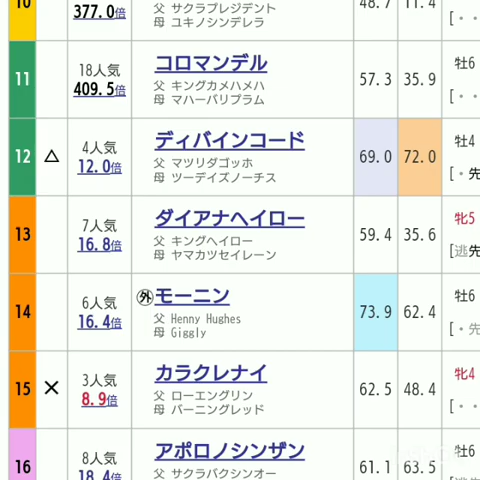 10
377.0倍
父 サクラプレジデント
母 ユキノシンデレラ
48.7
11.4
[・・
11
18人気
409.5倍
コロマンデル
父 キングカメハメハ
母 マハーバリプラム
57.3
35.9
牡6
[・・
12
△
4人気
12.0倍
ディバインコード
父 マツリダゴッホ
母 ツーデイズノーチス
69.0
72.0
牡4
[・先
13
7人気
16.8倍
ダイアナヘイロー
父 キングヘイロー
母 ヤマカツセイレーン
59.4
35.6
牝5
[逃先
14
6人気
16.4倍
外 モーニン
父 Henny Hughes
母 Giggly
73.9
62.4
牡6
[・先
15
×
3人気
8.9倍
カラクレナイ
父 ローエングリン
母 バーニングレッド
62.5
48.4
牝4
[・・
16
8人気
18.4倍
アポロノシンザン
父 サクラバクシンオー
61.1
63.5
牡6